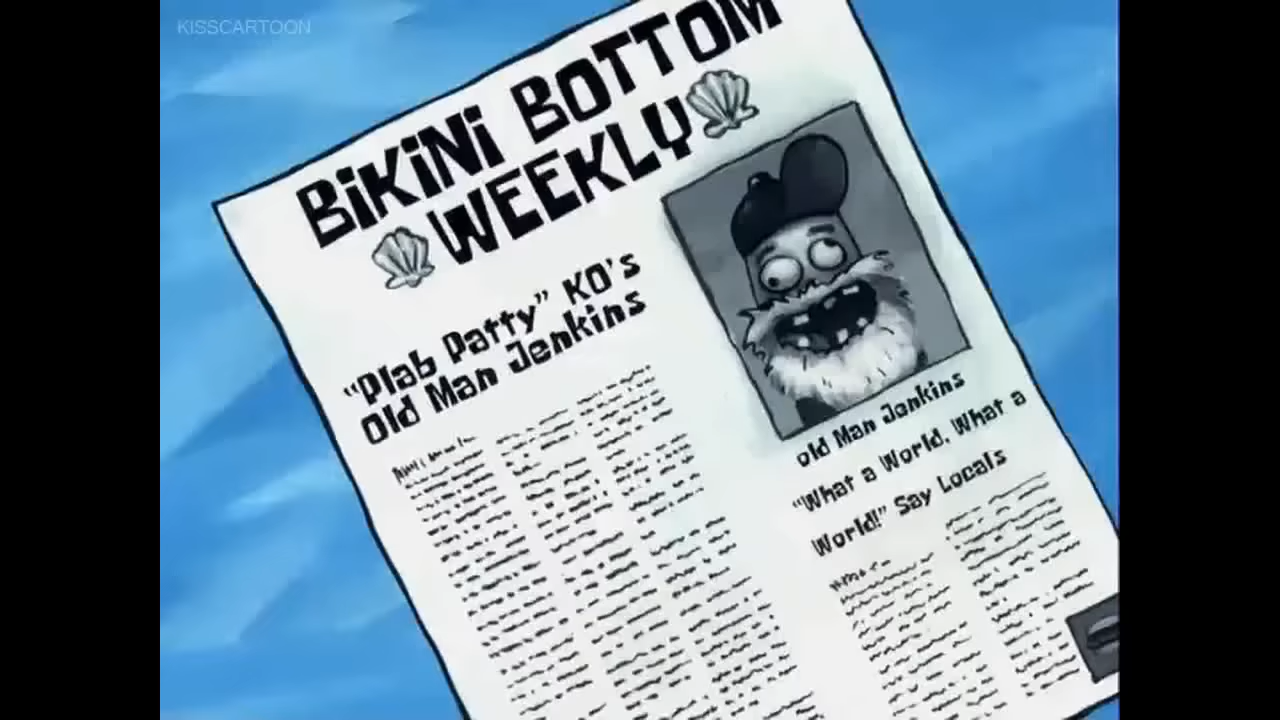 KISSCARTOON
BiKiNi BOTTOM
WEEKLY
“Plab Patty” KO's
Old Man Jenkins
old Man Jenkins
“What a World, What a
World!” Say Locals